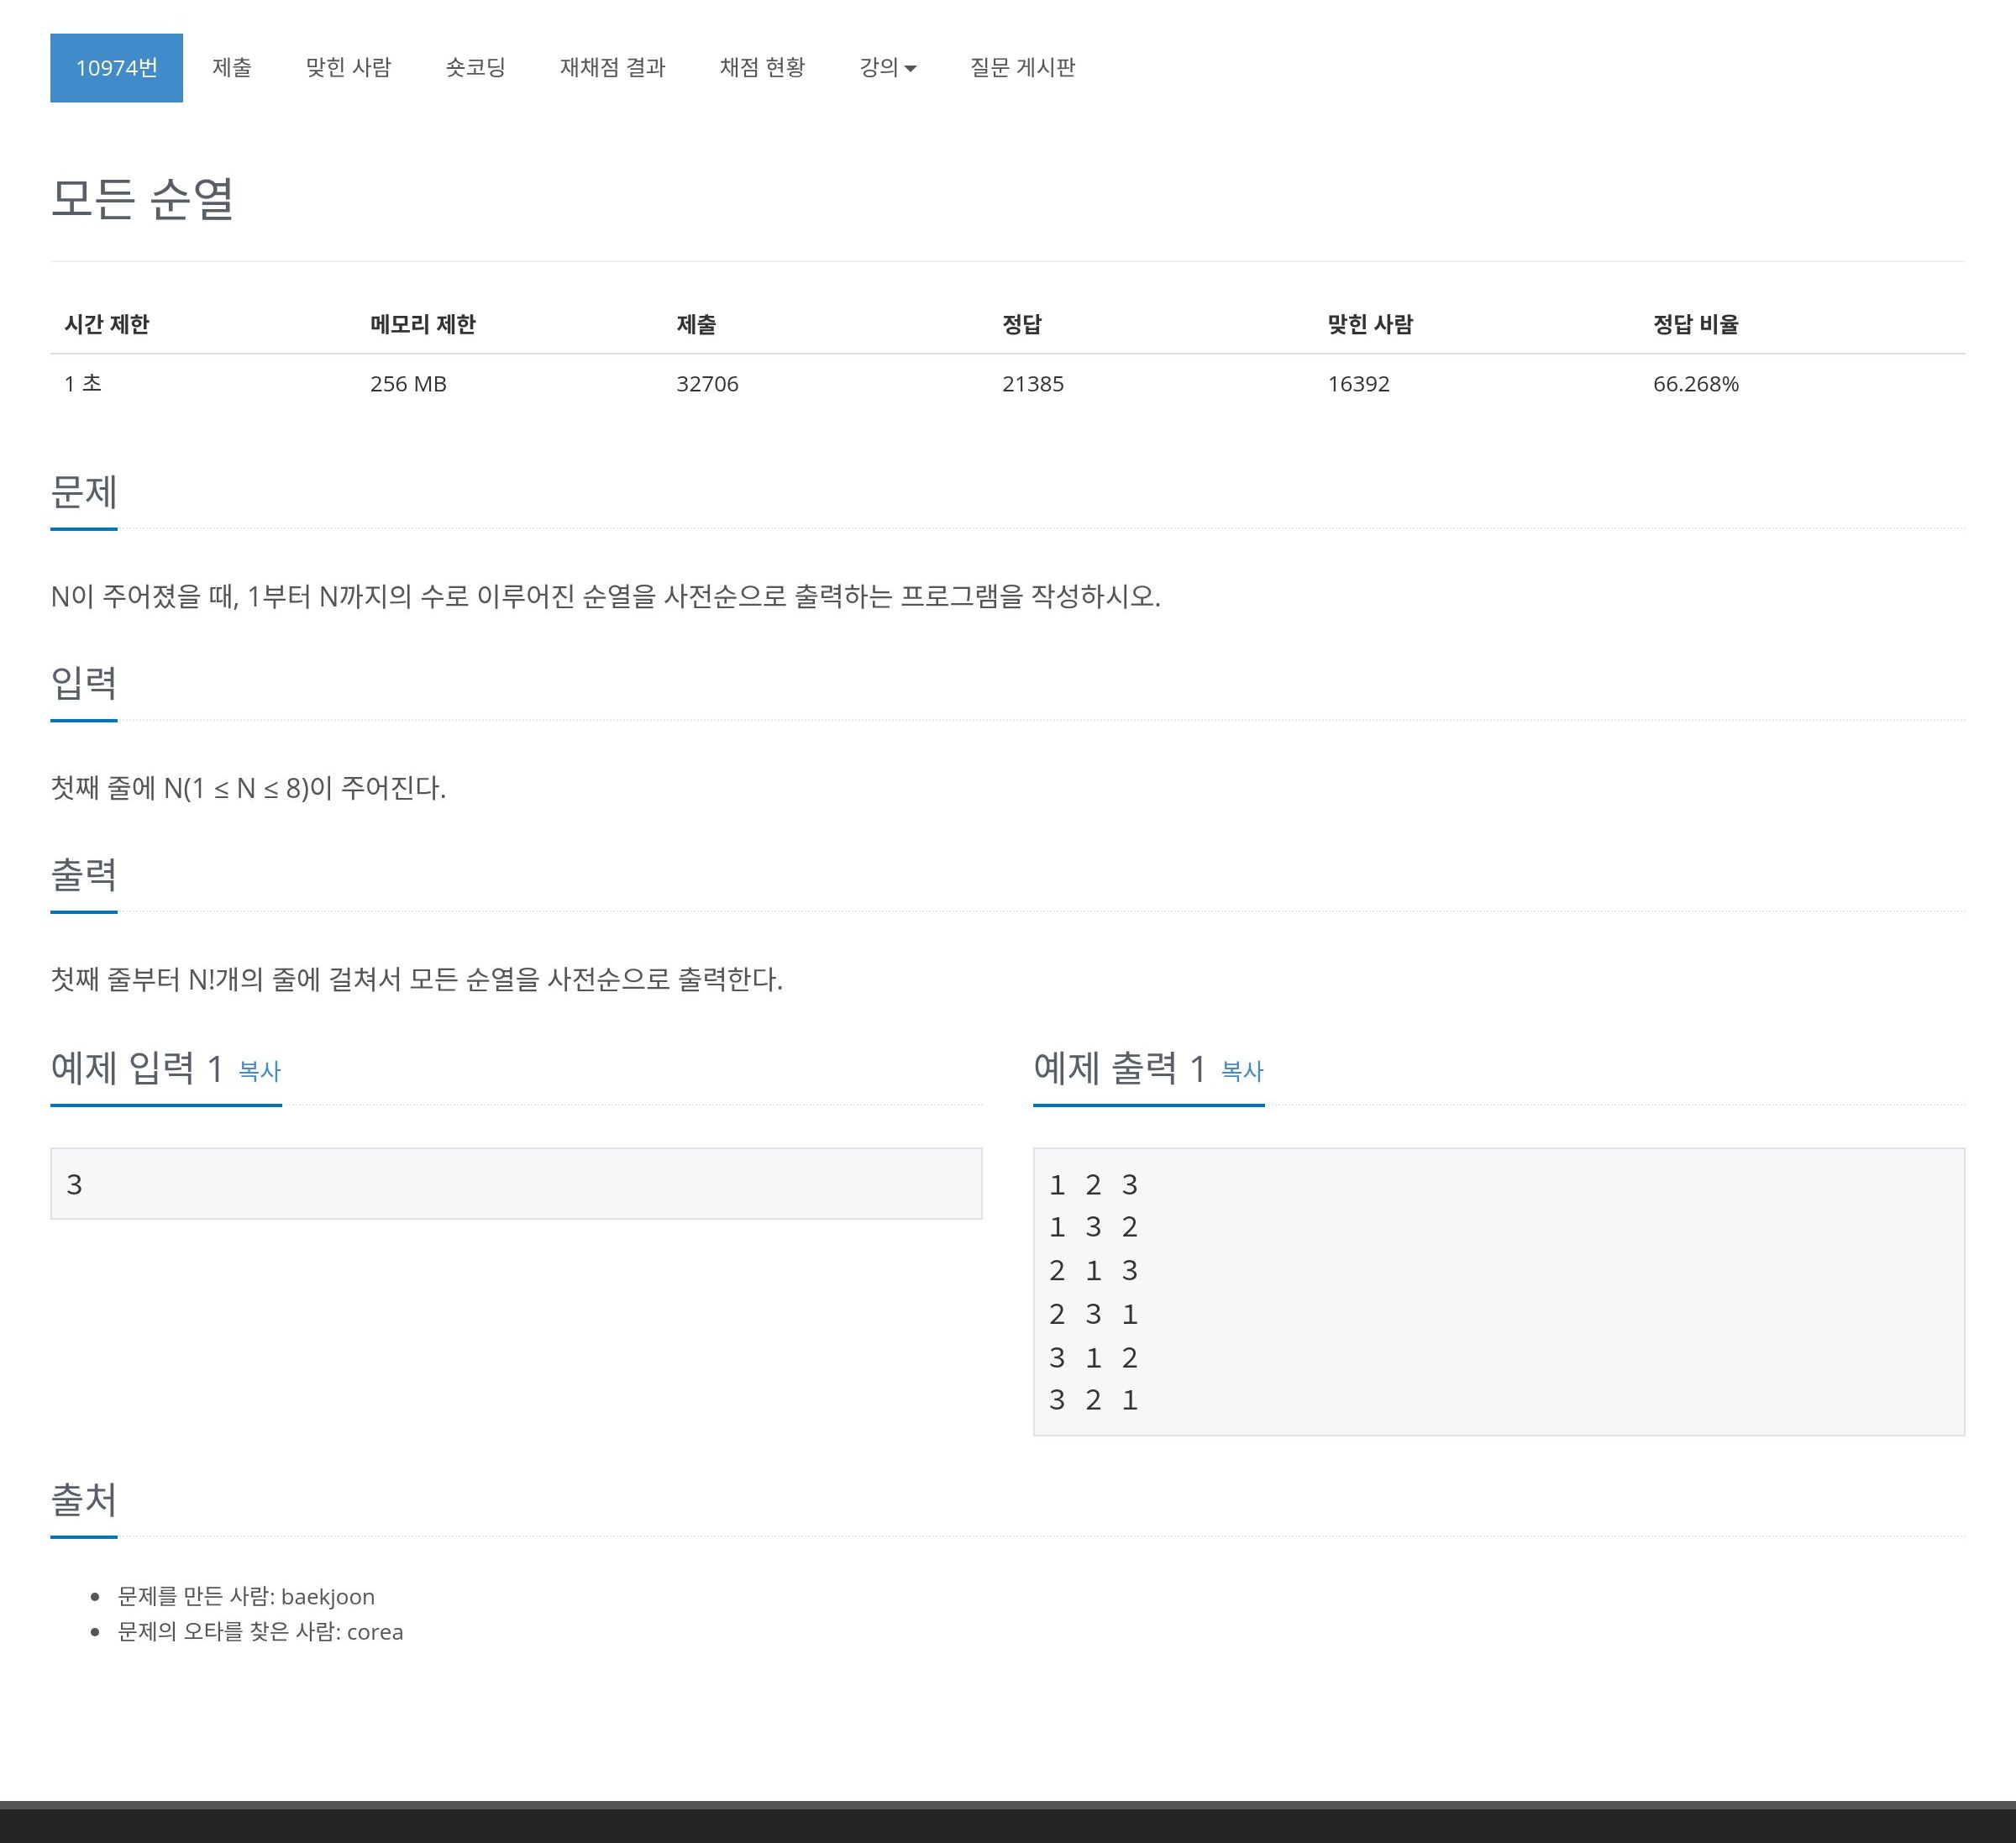 10974번 제출 맞힌 사람 숏코딩 재채점 결과 채점 현황 강의 질문 게시판
모든 순열
시간 제한 메모리 제한 제출 정답 맞힌 사람 정답 비율
1 초 256 MB 32706 21385 16392 66.268%
문제
N이 주어졌을 때, 1부터 N까지의 수로 이루어진 순열을 사전순으로 출력하는 프로그램을 작성하시오.
입력
첫째 줄에 N(1 ≤ N ≤ 8)이 주어진다.
출력
첫째 줄부터 N!개의 줄에 걸쳐서 모든 순열을 사전순으로 출력한다.
예제 입력 1 복사
3
예제 출력 1 복사
1 2 3
1 3 2
2 1 3
2 3 1
3 1 2
3 2 1
출처
문제를 만든 사람: baekjoon
문제의 오타를 찾은 사람: corea